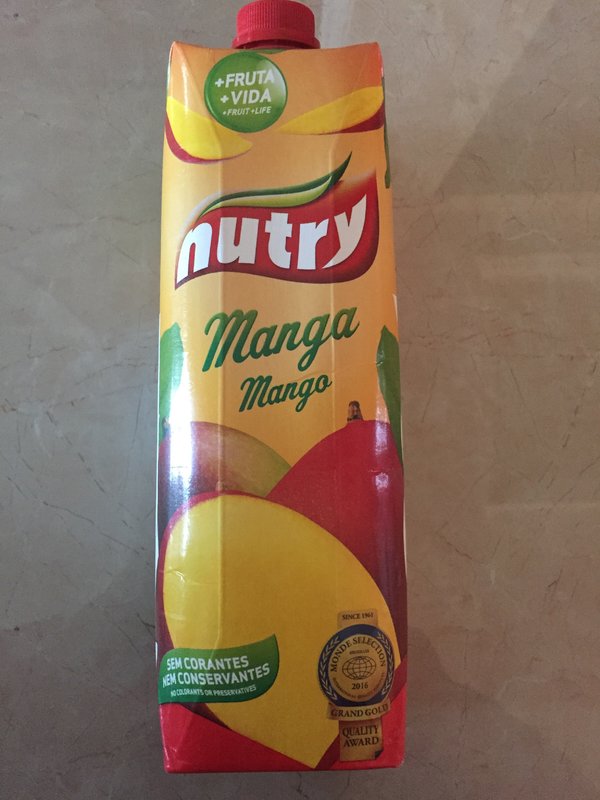 +FRUTA
+VIDA
+FRUIT+LIFE
nutry
Manga
Mango
SEM CORANTES
NEM CONSERVANTES
NO COLORANTS OR PRESERVATIVES
SINCE 1961
MONDE SELECTION
BRUSSELS
2016
GRAND GOLD
QUALITY
AWARD